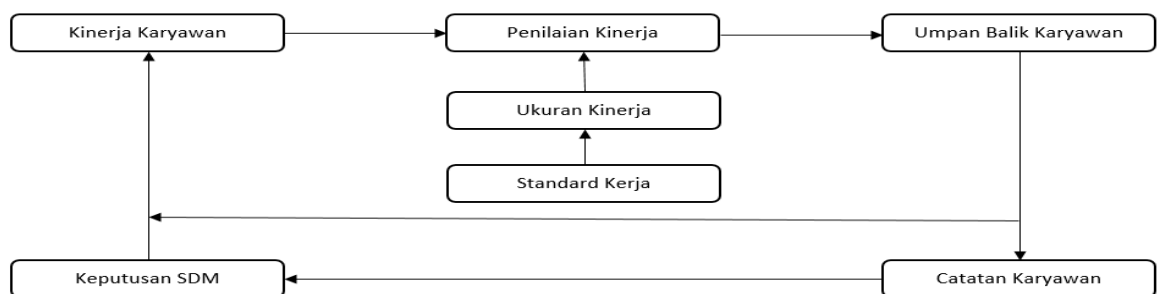 Kinerja Karyawan
Penilaian Kinerja
Umpan Balik Karyawan
Ukuran Kinerja
Standard Kerja
Keputusan SDM
Catatan Karyawan